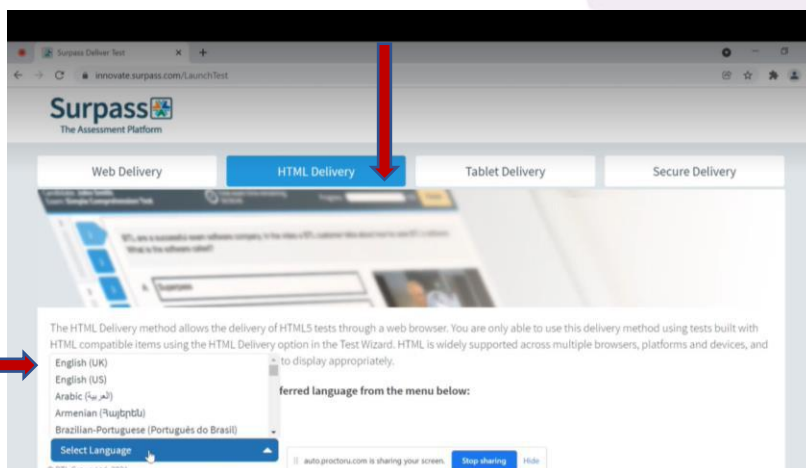 Surpass Deliver Test
innovate.surpass.com/LaunchTest
Surpass
The Assessment Platform
Web Delivery HTML Delivery Tablet Delivery Secure Delivery
A. Surpass
The HTML Delivery method allows the delivery of HTML5 tests through a web browser. You are only able to use this delivery method using tests built with
HTML compatible items using the HTML Delivery option in the Test Wizard. HTML is widely supported across multiple browsers, platforms and devices, and
to display appropriately.
ferred language from the menu below:
English (UK)
English (US)
Arabic (العربية)
Armenian (Հայերեն)
Brazilian-Portuguese (Português do Brasil)
Select Language
auto.proctoru.com is sharing your screen. Stop sharing Hide